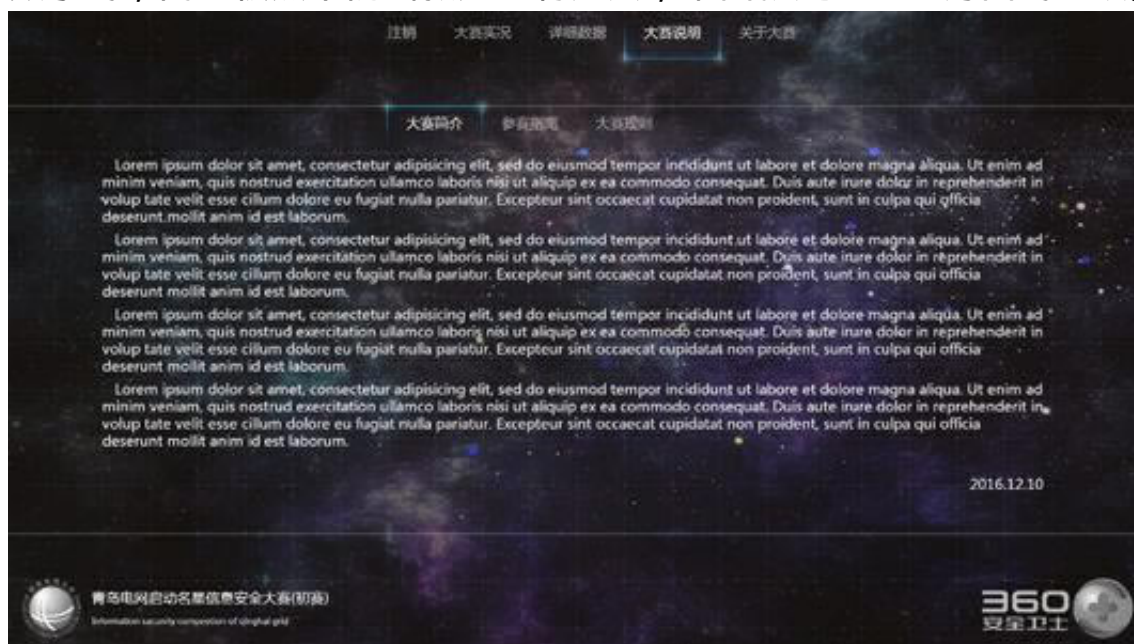 注销 大赛实况 详细数据 大赛说明 关于大赛
大赛简介 参赛指南 大赛规则
Lorem ipsum dolor sit amet, consectetur adipisicing elit, sed do eiusmod tempor incididunt ut labore et dolore magna aliqua. Ut enim ad
minim veniam, quis nostrud exercitation ullamco laboris nisi ut aliquip ex ea commodo consequat. Duis aute irure dolor in reprehenderit in
volup tate velit esse cillum dolore eu fugiat nulla pariatur. Excepteur sint occaecat cupidatat non proident, sunt in culpa qui officia
deserunt mollit anim id est laborum.
Lorem ipsum dolor sit amet, consectetur adipisicing elit, sed do eiusmod tempor incididunt ut labore et dolore magna aliqua. Ut enim ad
minim veniam, quis nostrud exercitation ullamco laboris nisi ut aliquip ex ea commodo consequat. Duis aute irure dolor in reprehenderit in
volup tate velit esse cillum dolore eu fugiat nulla pariatur. Excepteur sint occaecat cupidatat non proident, sunt in culpa qui officia
deserunt mollit anim id est laborum.
Lorem ipsum dolor sit amet, consectetur adipisicing elit, sed do eiusmod tempor incididunt ut labore et dolore magna aliqua. Ut enim ad
minim veniam, quis nostrud exercitation ullamco laboris nisi ut aliquip ex ea commodo consequat. Duis aute irure dolor in reprehenderit in
volup tate velit esse cillum dolore eu fugiat nulla pariatur. Excepteur sint occaecat cupidatat non proident, sunt in culpa qui officia
deserunt mollit anim id est laborum.
Lorem ipsum dolor sit amet, consectetur adipisicing elit, sed do eiusmod tempor incididunt ut labore et dolore magna aliqua. Ut enim ad
minim veniam, quis nostrud exercitation ullamco laboris nisi ut aliquip ex ea commodo consequat. Duis aute irure dolor in reprehenderit in
volup tate velit esse cillum dolore eu fugiat nulla pariatur. Excepteur sint occaecat cupidatat non proident, sunt in culpa qui officia
deserunt mollit anim id est laborum.
2016.12.10
青岛电网启动名星信息安全大赛(初赛)
Information security competition of qinghai grid
360
安全卫士